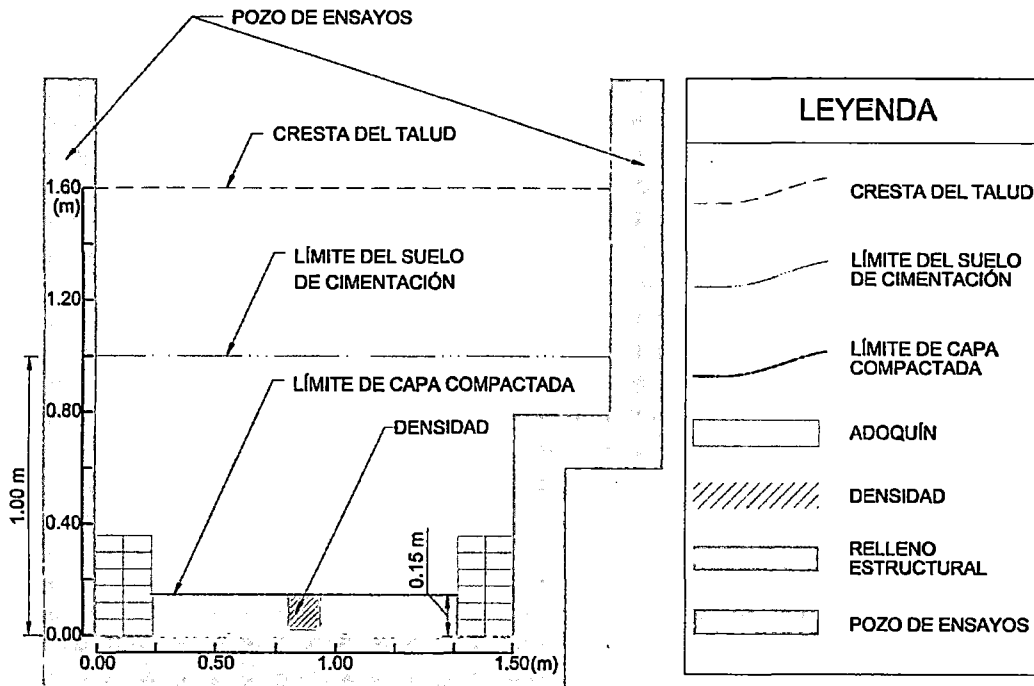 POZO DE ENSAYOS
CRESTA DEL TALUD
1.60
(m)
LÍMITE DEL SUELO
DE CIMENTACIÓN
1.20
LÍMITE DE CAPA COMPACTADA
0.80
DENSIDAD
1.00 m
0.40
0.15 m
0.00
0.00
0.50
1.00
1.50(m)
LEYENDA
CRESTA DEL TALUD
LÍMITE DEL SUELO
DE CIMENTACIÓN
LÍMITE DE CAPA
COMPACTADA
ADOQUÍN
DENSIDAD
RELLENO
ESTRUCTURAL
POZO DE ENSAYOS